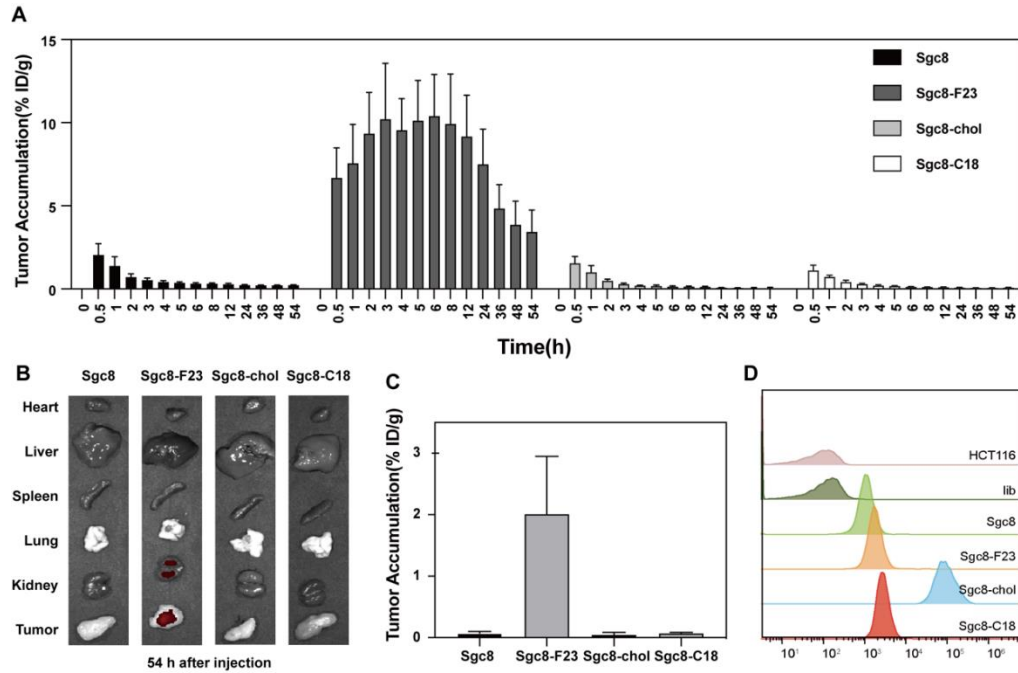 A
Tumor Accumulation(% ID/g)
15
10
5
0
Sgc8
Sgc8-F23
Sgc8-chol
Sgc8-C18
0 0.5 1 2 3 4 5 6 8 12 24 36 48 54 0 0.5 1 2 3 4 5 6 8 12 24 36 48 54 0 0.5 1 2 3 4 5 6 8 12 24 36 48 54 0 0.5 1 2 3 4 5 6 8 12 24 36 48 54
Time(h)
B
Sgc8 Sgc8-F23 Sgc8-chol Sgc8-C18
Heart
Liver
Spleen
Lung
Kidney
Tumor
54 h after injection
C
Tumor Accumulation(% ID/g)
3
2
1
0
Sgc8 Sgc8-F23 Sgc8-chol Sgc8-C18
D
HCT116
lib
Sgc8
Sgc8-F23
Sgc8-chol
Sgc8-C18
10¹ 10² 10³ 10⁴ 10⁵ 10⁶